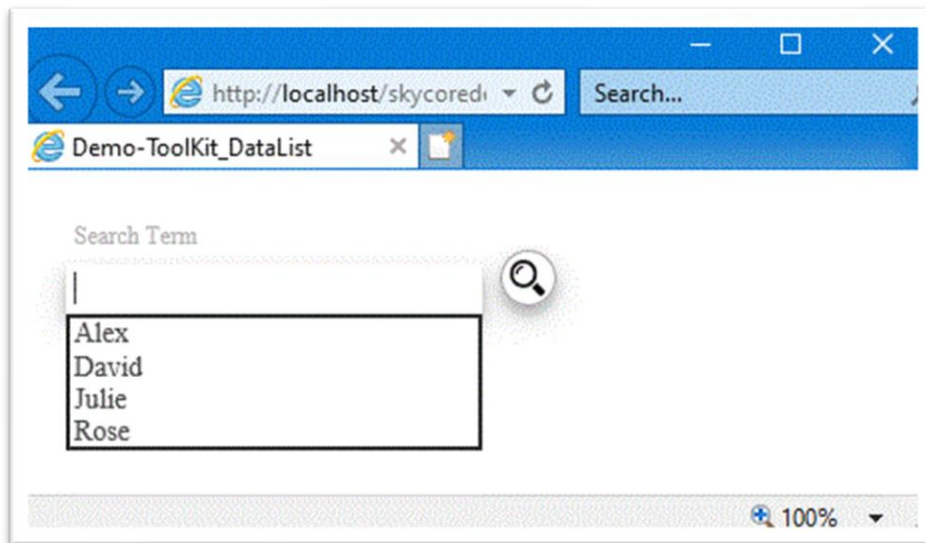 http://localhost/skycored
Search...
Demo-ToolKit_DataList
Search Term
Alex
David
Julie
Rose
100%